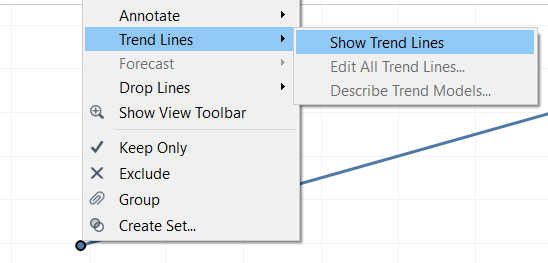 Annotate
Trend Lines
Show Trend Lines
Forecast
Edit All Trend Lines...
Drop Lines
Describe Trend Models...
Show View Toolbar
Keep Only
Exclude
Group
Create Set...